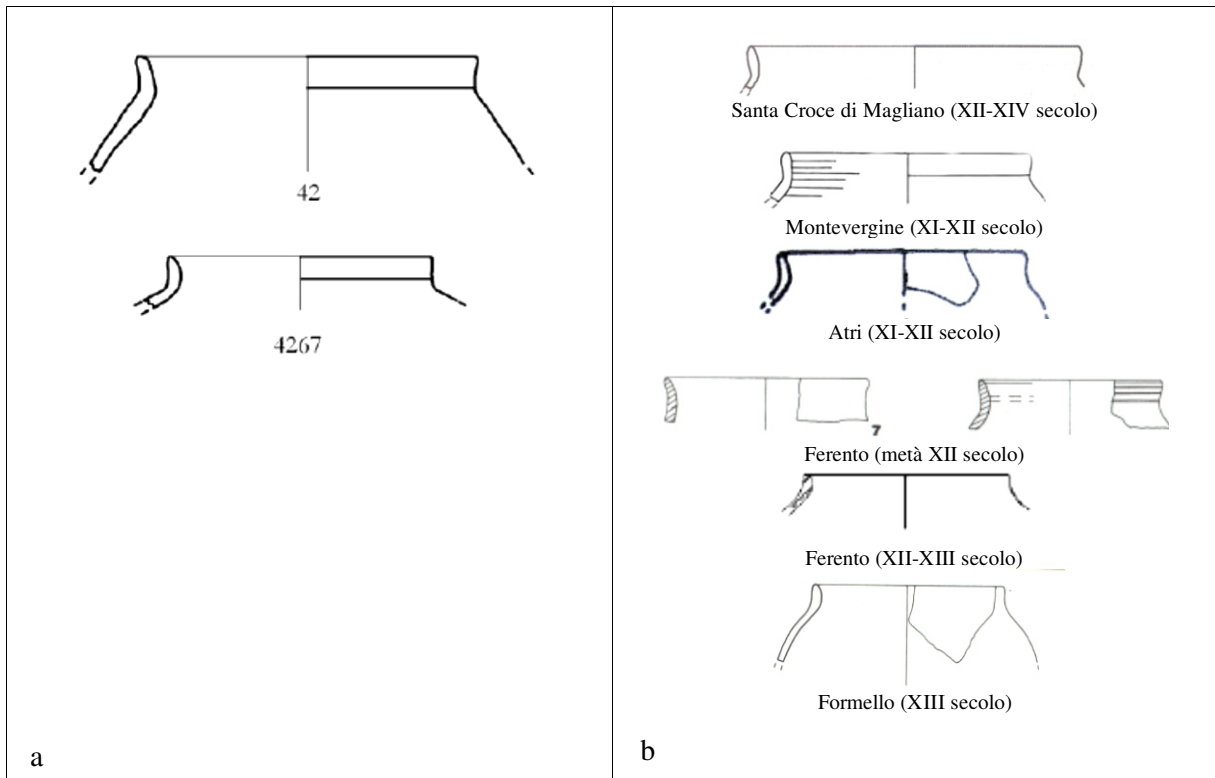 42
4267
a
Santa Croce di Magliano (XII-XIV secolo)
Montevergine (XI-XII secolo)
Atri (XI-XII secolo)
7
Ferento (metà XII secolo)
Ferento (XII-XIII secolo)
Formello (XIII secolo)
b